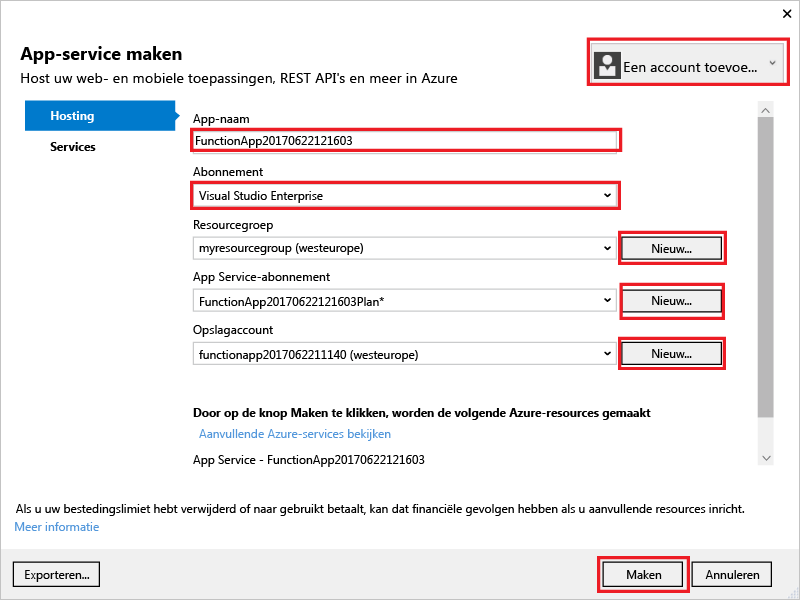 App-service maken
Host uw web- en mobiele toepassingen, REST API's en meer in Azure
Een account toevoe...
Hosting
Services
App-naam
FunctionApp20170622121603
Abonnement
Visual Studio Enterprise
Resourcegroep
myresourcegroup (westeurope)
Nieuw...
App Service-abonnement
FunctionApp20170622121603Plan*
Nieuw...
Opslagaccount
functionapp2017062211140 (westeurope)
Nieuw...
Door op de knop Maken te klikken, worden de volgende Azure-resources gemaakt
Aanvullende Azure-services bekijken
App Service - FunctionApp20170622121603
Als u uw bestedingslimiet hebt verwijderd of naar gebruikt betaalt, kan dat financiële gevolgen hebben als u aanvullende resources inricht.
Meer informatie
Exporteren...
Maken
Annuleren